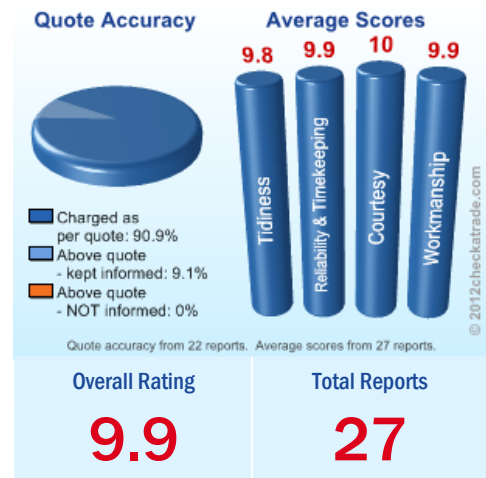 Quote Accuracy
Charged as
per quote: 90.9%
Above quote
- kept informed: 9.1%
Above quote
- NOT informed: 0%
Average Scores
9.8
9.9
10
9.9
Tidiness
Reliability & Timekeeping
Courtesy
Workmanship
© 2012checkatrade.com
Quote accuracy from 22 reports. Average scores from 27 reports.
Overall Rating
9.9
Total Reports
27